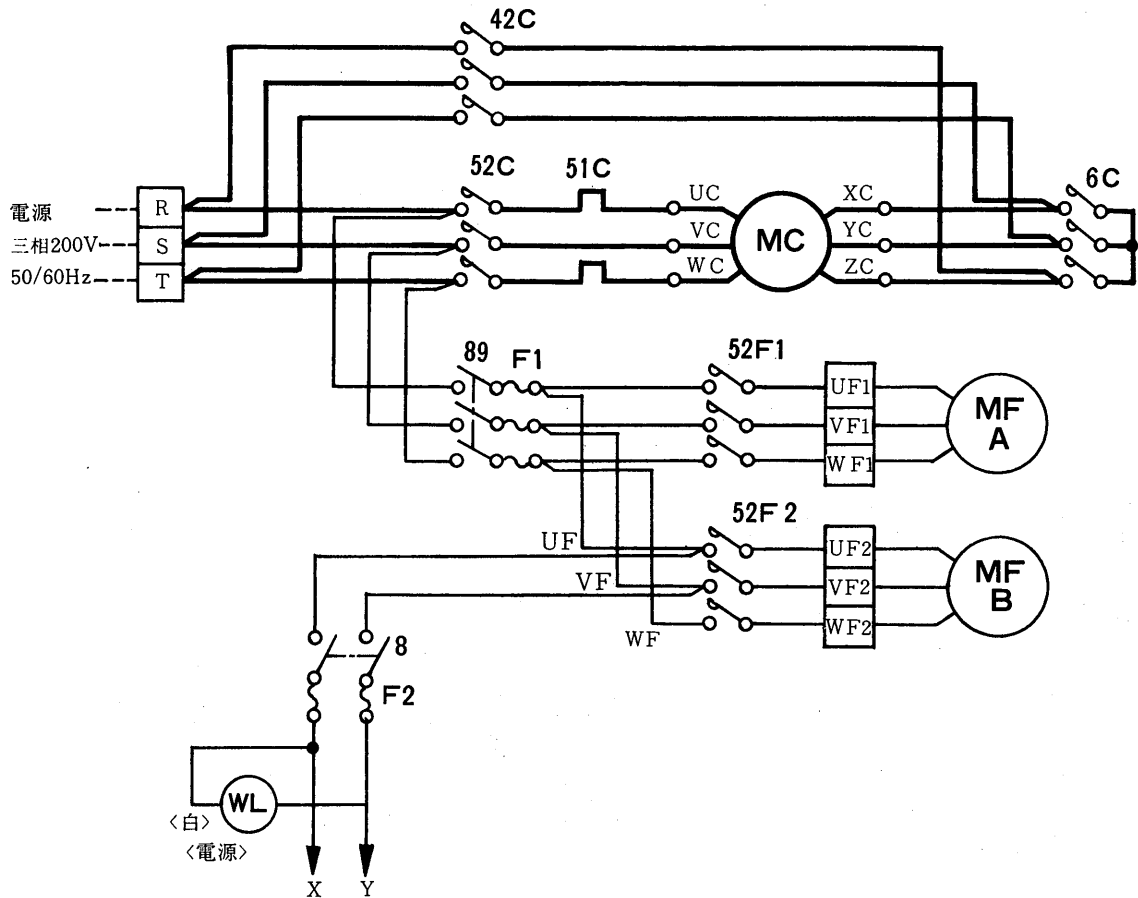 42C
52C
51C
6C
電源
三相200V
50/60Hz
R
S
T
UC
VC
WC
MC
XC
YC
ZC
89
F1
52F1
UF1
VF1
WF1
MF
A
52F2
UF
VF
WF
UF2
VF2
WF2
MF
B
8
F2
WL
〈白〉
〈電源〉
X
Y